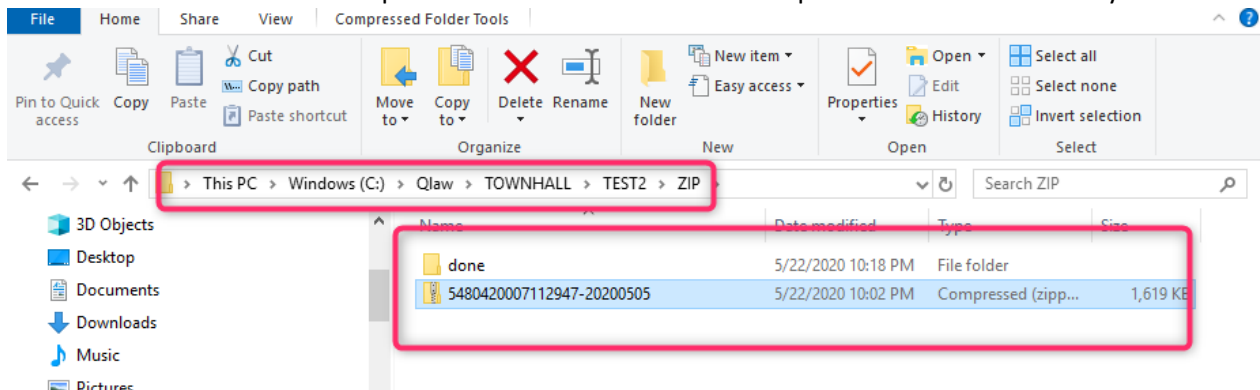 File Home Share View Compressed Folder Tools
Pin to Quick access
Copy
Paste
Cut
Copy path
Paste shortcut
Clipboard
Move to
Copy to
Delete
Rename
Organize
New folder
New item
Easy access
New
Properties
Open
Edit
History
Open
Select all
Select none
Invert selection
Select
This PC > Windows (C:) > Qlaw > TOWNHALL > TEST2 > ZIP >
Search ZIP
3D Objects
Desktop
Documents
Downloads
Music
Pictures
Name Date modified Type Size
done 5/22/2020 10:18 PM File folder
5480420007112947-20200505 5/22/2020 10:02 PM Compressed (zipp... 1,619 KB